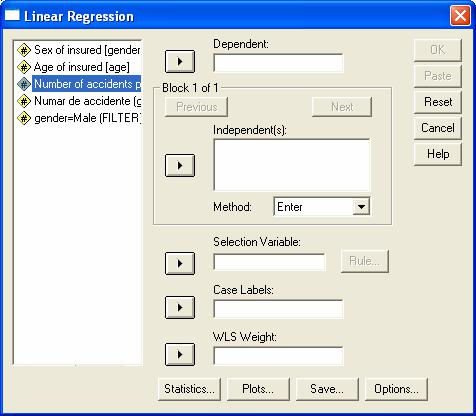 Linear Regression
Sex of insured [gender
Age of insured [age]
Number of accidents p
Numar de accidente (g
gender=Male (FILTER)
Dependent:
Block 1 of 1
Previous
Next
Independent(s):
Method:
Enter
Selection Variable:
Rule...
Case Labels:
WLS Weight:
Statistics...
Plots...
Save...
Options...
OK
Paste
Reset
Cancel
Help